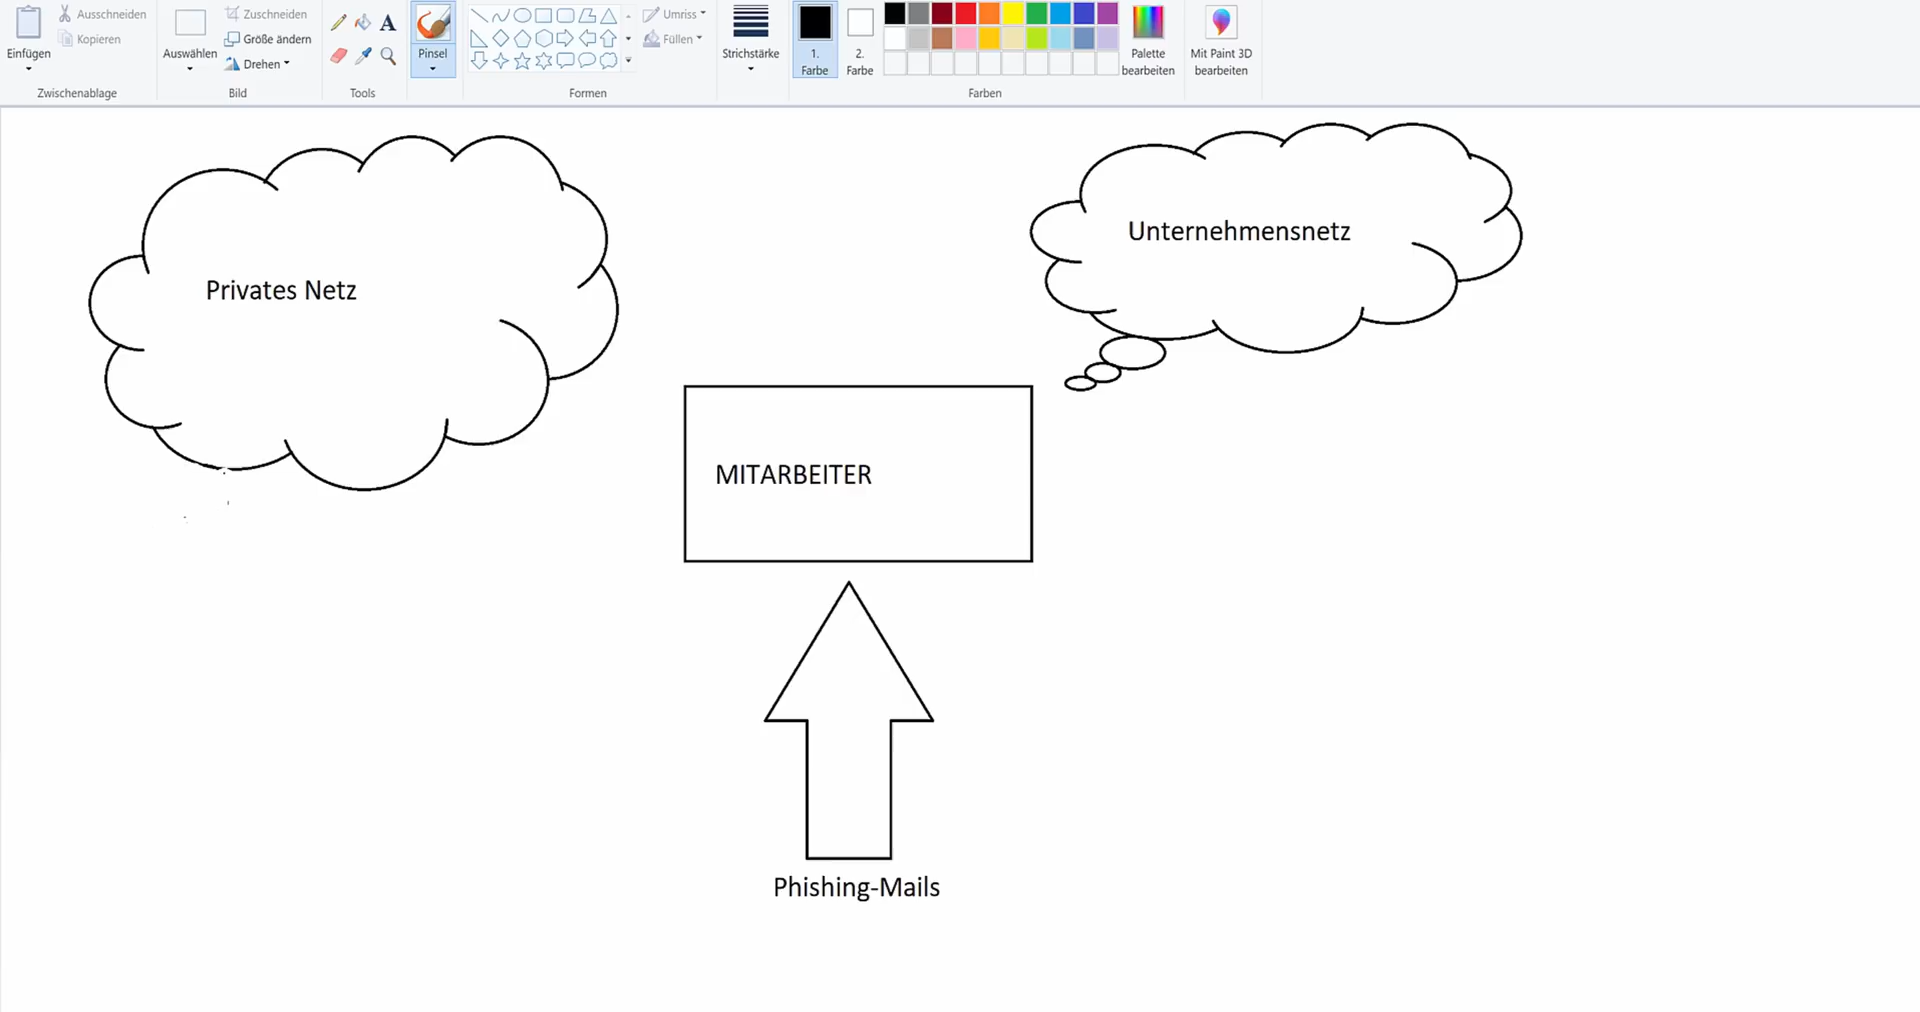 Einfügen
Ausschneiden
Kopieren
Zwischenablage
Auswählen
Zuschneiden
Größe ändern
Drehen
Bild
A
Tools
Pinsel
Umriss
Füllen
Formen
Strichstärke
1.
Farbe
2.
Farbe
Farben
Palette
bearbeiten
Mit Paint 3D
bearbeiten
Privates Netz
Unternehmensnetz
MITARBEITER
Phishing-Mails